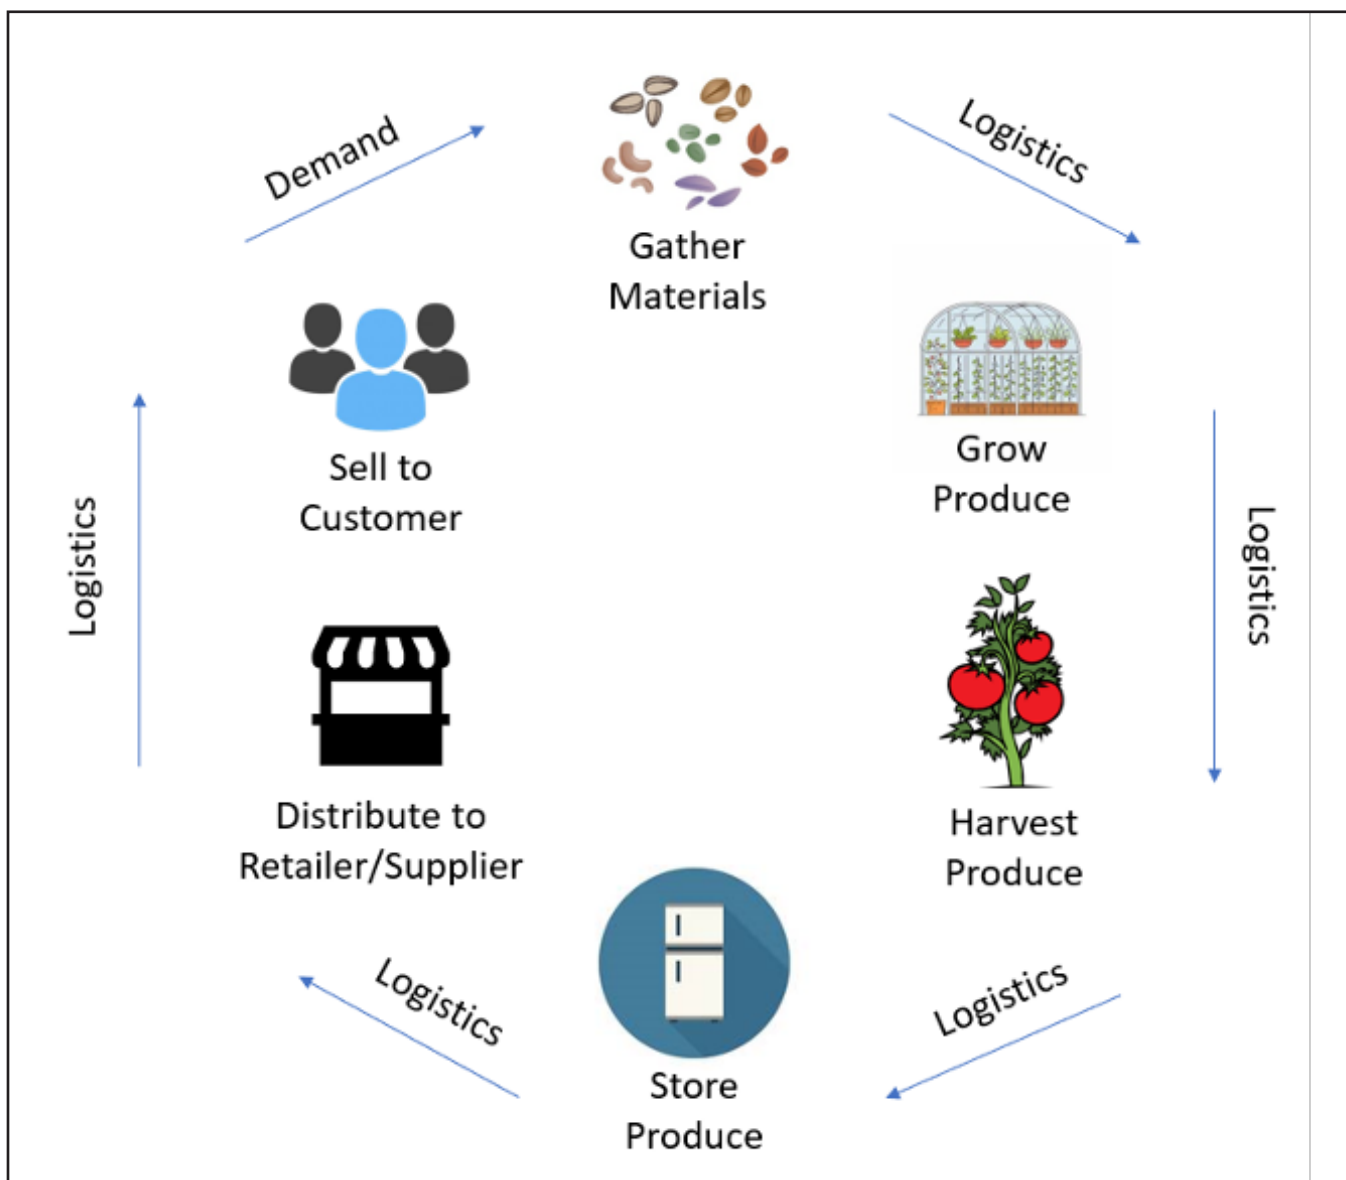 Demand
Logistics
Gather
Materials
Grow
Produce
Logistics
Harvest
Produce
Logistics
Store
Produce
Logistics
Distribute to
Retailer/Supplier
Logistics
Sell to
Customer